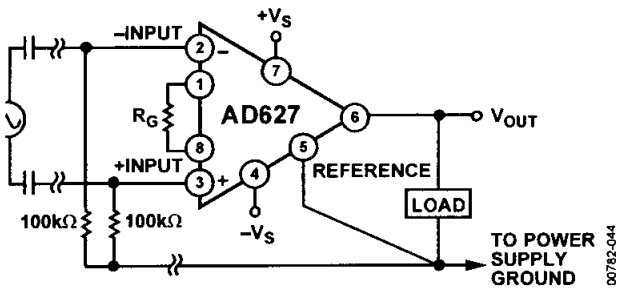 +VS
–INPUT
2
–
7
1
RG
AD627
6
VOUT
8
5
+INPUT
REFERENCE
3
+
4
LOAD
100kΩ
100kΩ
–VS
TO POWER
SUPPLY
GROUND
00782-044